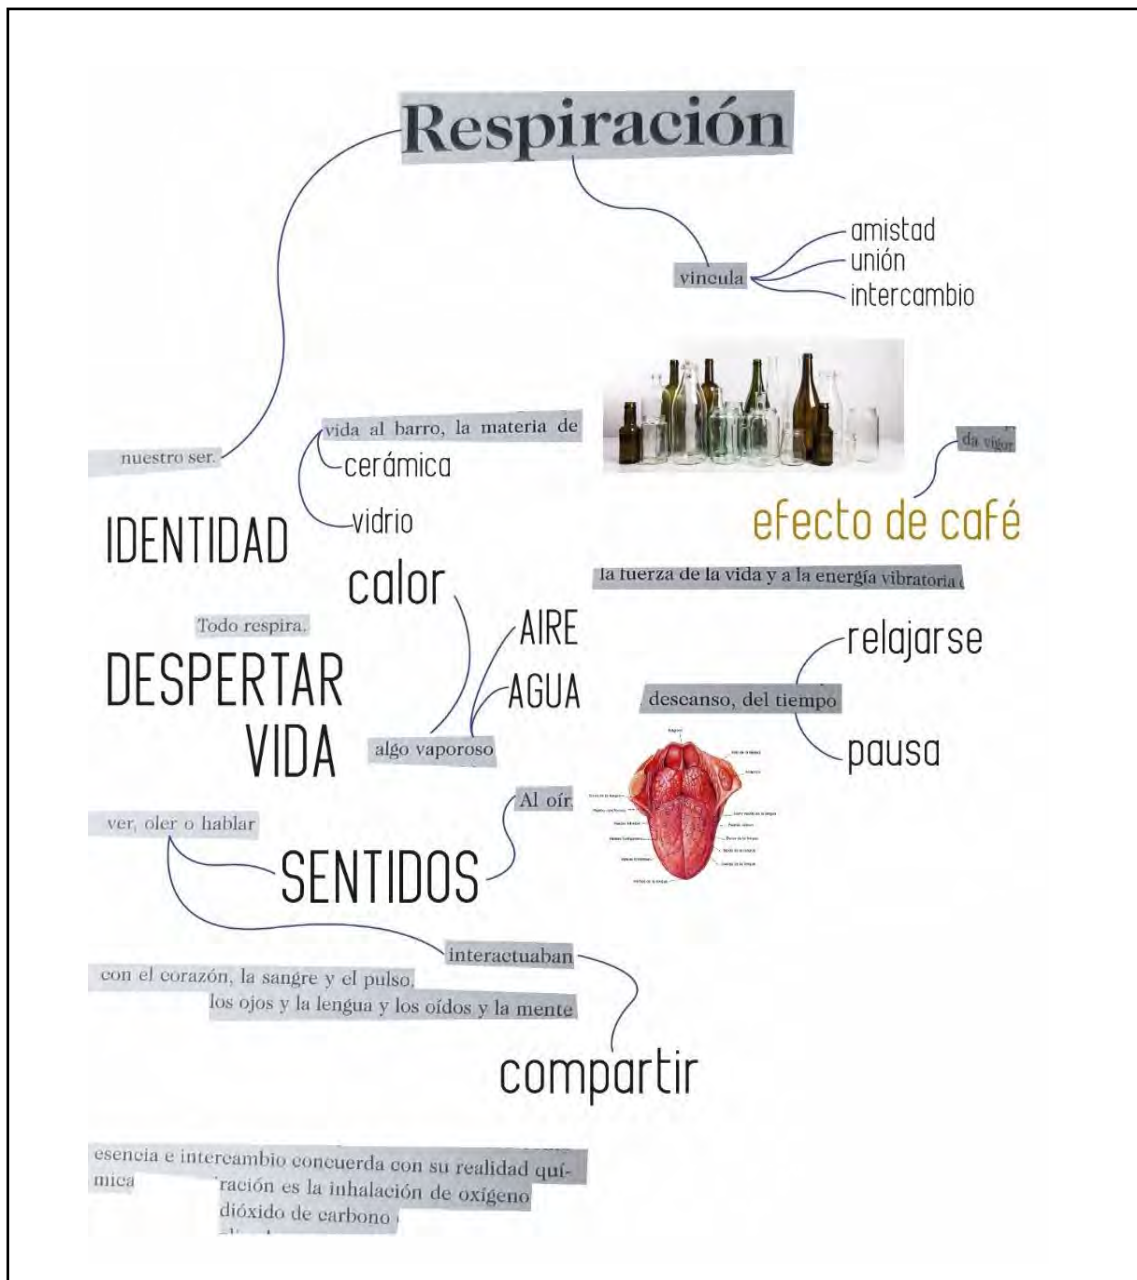 Respiración
vincula
amistad
unión
intercambio
vida al barro, la materia de
nuestro ser.
cerámica
vidrio
IDENTIDAD
da vigor
efecto de café
calor
la fuerza de la vida y a la energía vibratoria
Todo respira.
AIRE
AGUA
DESPERTAR
VIDA
algo vaporoso
relajarse
descanso, del tiempo
pausa
Al oír,
ver, oler o hablar
SENTIDOS
interactuaban
con el corazón, la sangre y el pulso.
los ojos y la lengua y los oídos y la mente
compartir
esencia e intercambio concuerda con su realidad quí-
mica
ración es la inhalación de oxígeno
dióxido de carbono